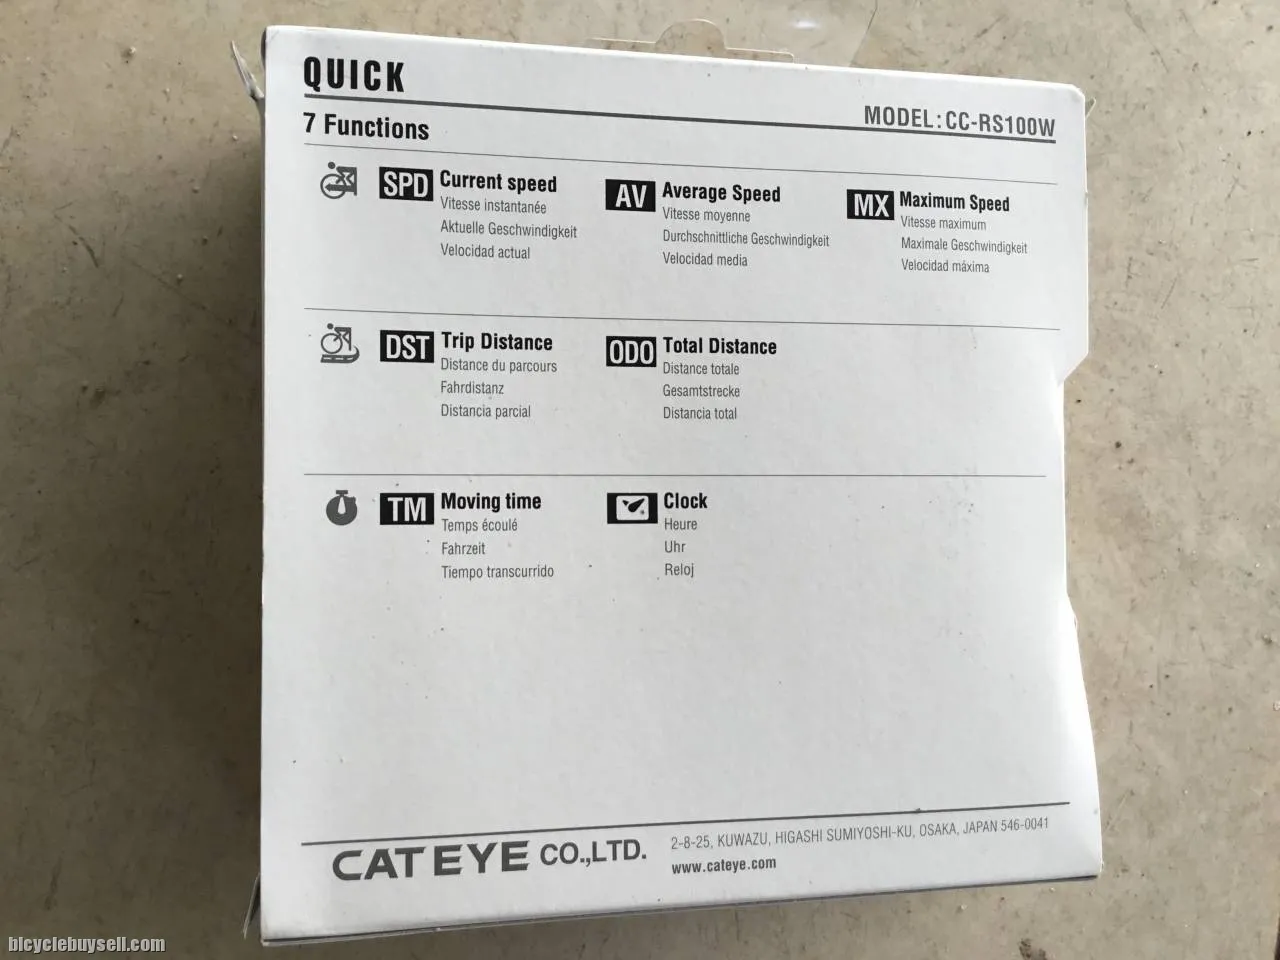 QUICK
MODEL: CC-RS100W
7 Functions
SPD Current speed
Vitesse instantanée
Aktuelle Geschwindigkeit
Velocidad actual
AV Average Speed
Vitesse moyenne
Durchschnittliche Geschwindigkeit
Velocidad media
MX Maximum Speed
Vitesse maximum
Maximale Geschwindigkeit
Velocidad máxima
DST Trip Distance
Distance du parcours
Fahrdistanz
Distancia parcial
ODO Total Distance
Distance totale
Gesamtstrecke
Distancia total
TM Moving time
Temps écoulé
Fahrzeit
Tiempo transcurrido
Clock
Heure
Uhr
Reloj
CATEYE CO.,LTD.
2-8-25, KUWAZU, HIGASHI SUMIYOSHI-KU, OSAKA, JAPAN 546-0041
www.cateye.com
bicyclebuysell.com